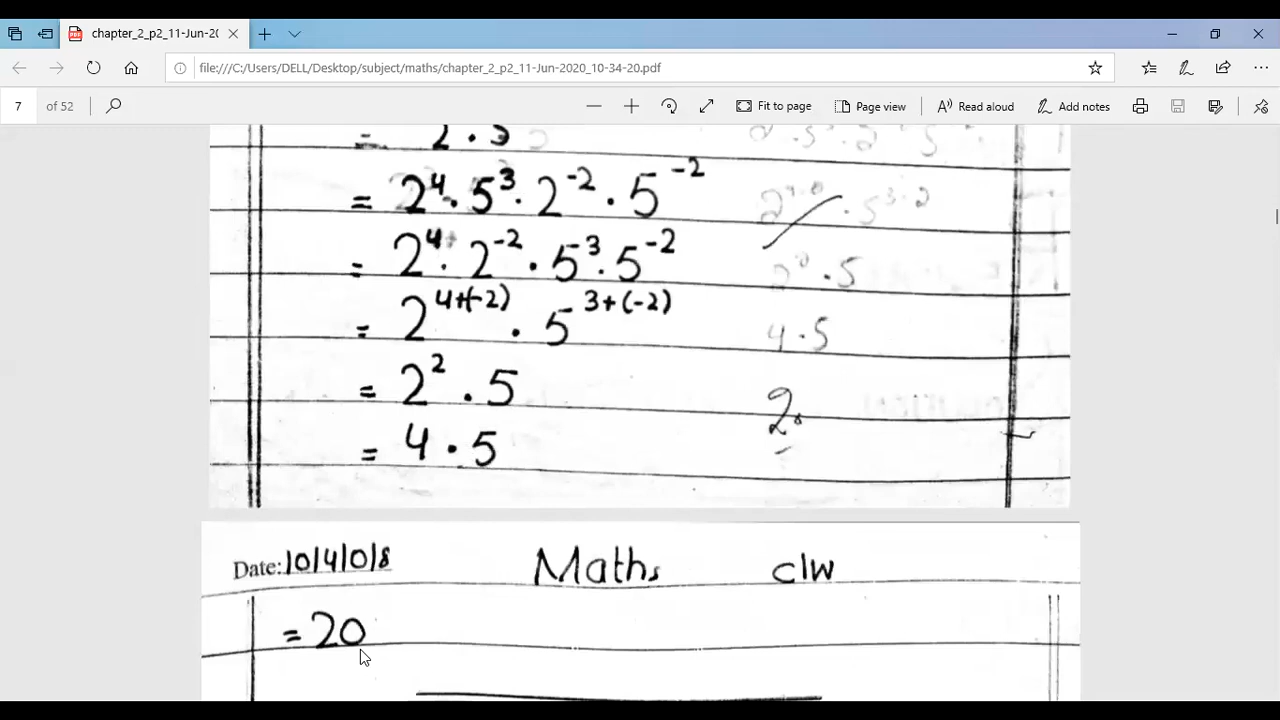 chapter_2_p2_11-Jun-20
file:///C:/Users/DELL/Desktop/subject/maths/chapter_2_p2_11-Jun-2020_10-34-20.pdf
7 of 52 Fit to page Page view Read aloud Add notes
= 2 · 3
= 2⁴ · 5³ · 2⁻² · 5⁻²
= 2⁴ · 2⁻² · 5³ · 5⁻²
= 2⁴⁺⁽⁻²⁾ · 5³⁺⁽⁻²⁾
4 · 5
= 2² · 5
= 4 · 5
Date: 10/4/018 Maths c/w
= 20